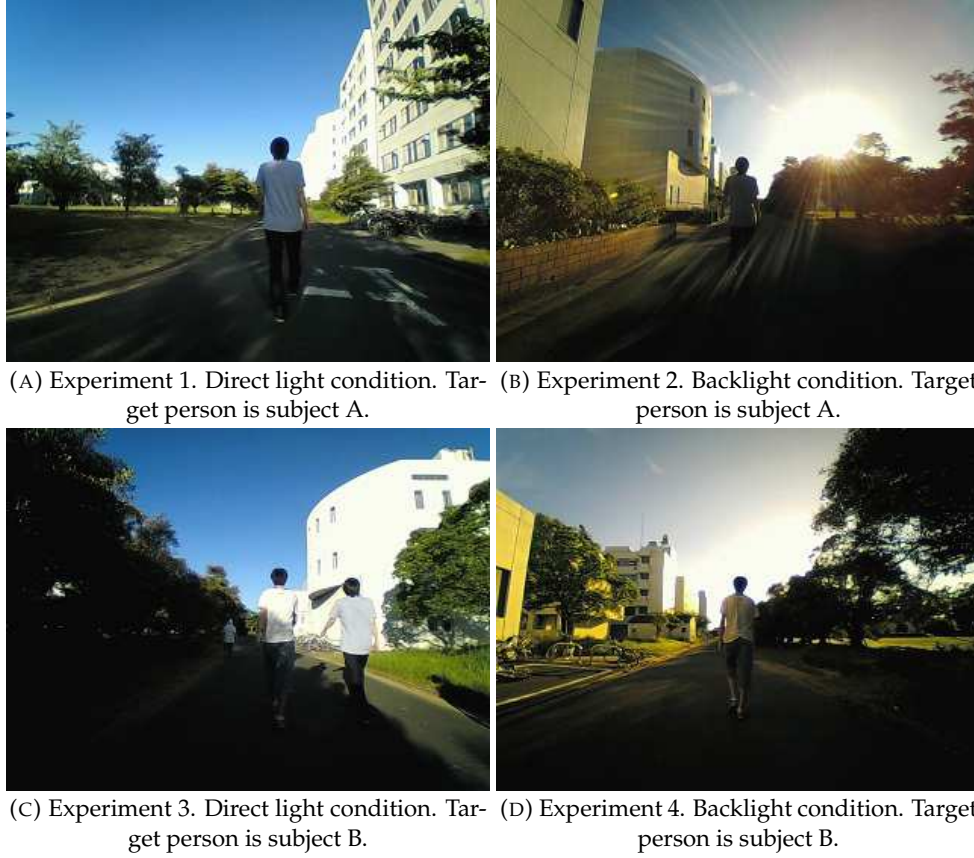 (A) Experiment 1. Direct light condition. Tar-
get person is subject A.
(B) Experiment 2. Backlight condition. Target
person is subject A.
(C) Experiment 3. Direct light condition. Tar-
get person is subject B.
(D) Experiment 4. Backlight condition. Target
person is subject B.